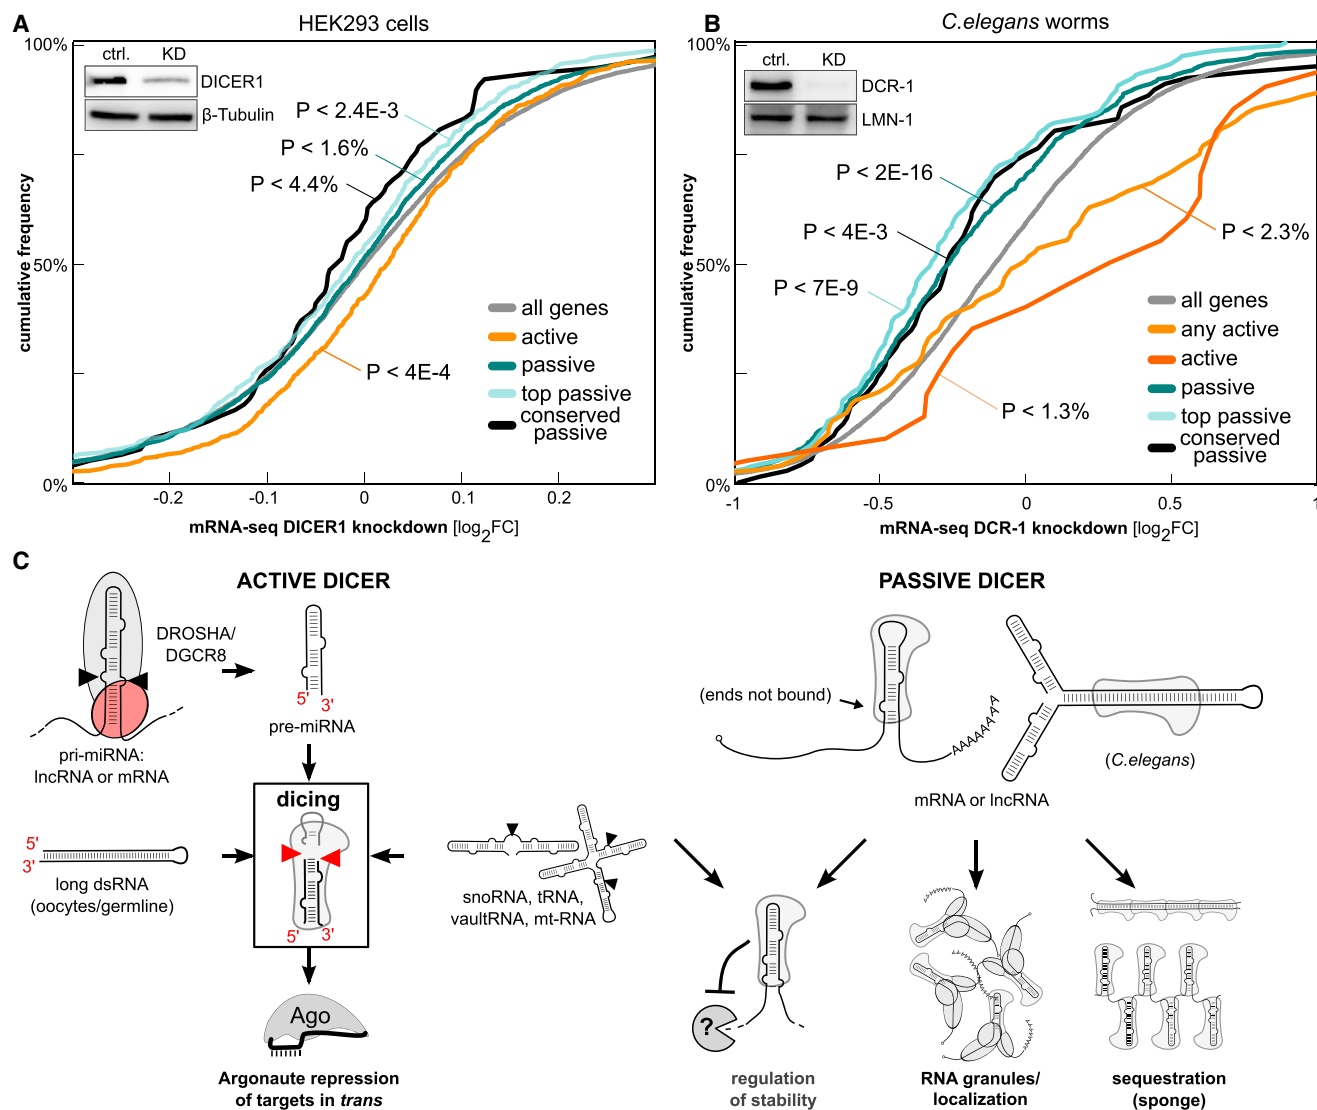 A
HEK293 cells
ctrl. KD
DICER1
β-Tubulin
P < 2.4E-3
P < 1.6%
P < 4.4%
P < 4E-4
all genes
active
passive
top passive
conserved
passive
100%
50%
0%
cumulative frequency
-0.2 -0.1 0 0.1 0.2
mRNA-seq DICER1 knockdown [log2FC]
B
C.elegans worms
ctrl. KD
DCR-1
LMN-1
P < 2E-16
P < 4E-3
P < 7E-9
P < 2.3%
P < 1.3%
all genes
any active
active
passive
top passive
conserved
passive
100%
50%
0%
cumulative frequency
-1 -0.5 0 0.5 1
mRNA-seq DCR-1 knockdown [log2FC]
C
ACTIVE DICER
DROSHA/
DGCR8
5' 3'
pre-miRNA
pri-miRNA:
lncRNA or mRNA
dicing
5' 3'
5'
3'
long dsRNA
(oocytes/germline)
snoRNA, tRNA,
vaultRNA, mt-RNA
Ago
Argonaute repression
of targets in trans
PASSIVE DICER
(ends not bound)
AAAAAAA
(C.elegans)
mRNA or lncRNA
?
regulation
of stability
RNA granules/
localization
sequestration
(sponge)